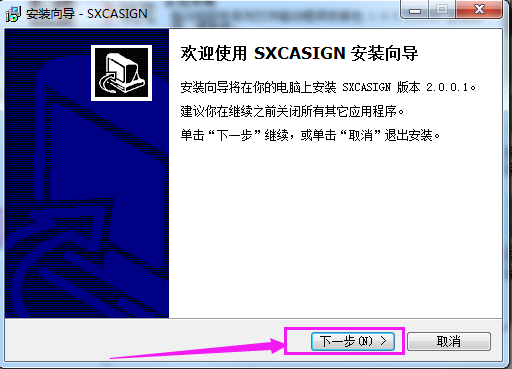 安装向导 - SXCASIGN
欢迎使用 SXCASIGN 安装向导
安装向导将在你的电脑上安装 SXCASIGN 版本 2.0.0.1。
建议你在继续之前关闭所有其它应用程序。
单击“下一步”继续，或单击“取消”退出安装。
下一步(N) >
取消